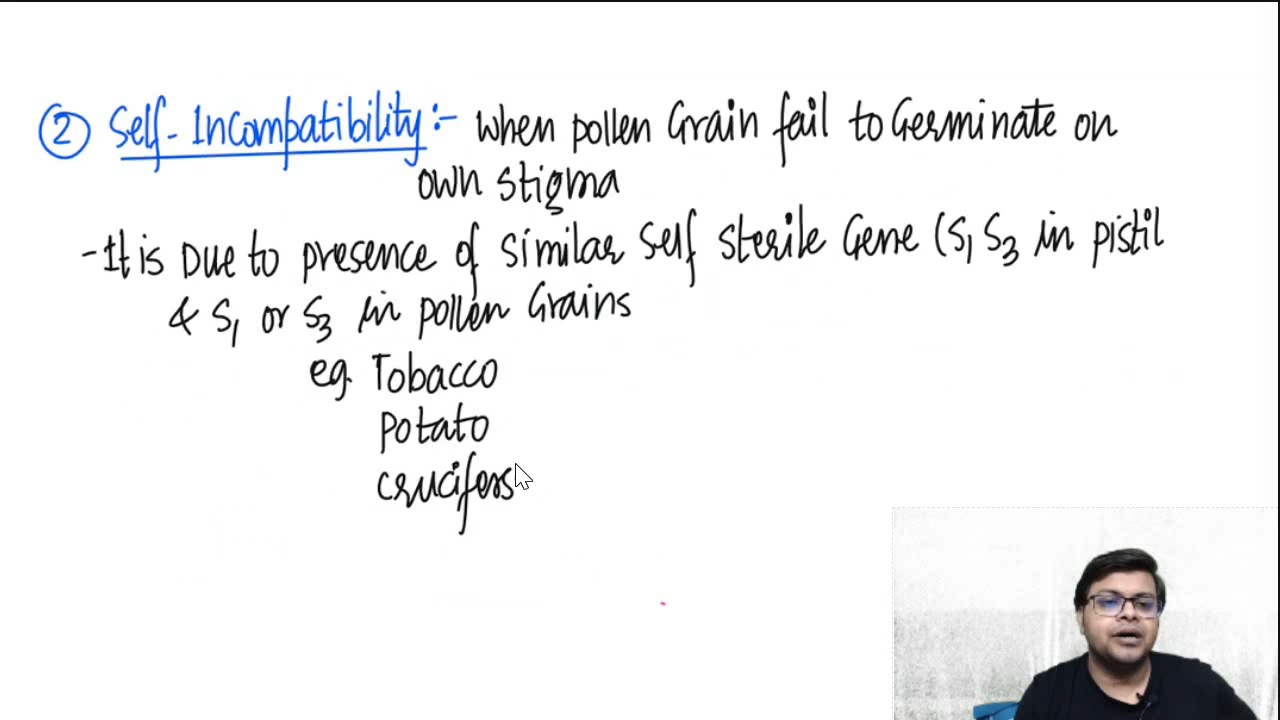 ② Self-Incompatibility:- when pollen Grain fail to Germinate on
own stigma
- It is Due to presence of similar self sterile Gene (S₁ S₃ in pistil
& S₁ or S₃ in pollen Grains
eg. Tobacco
Potato
crucifers